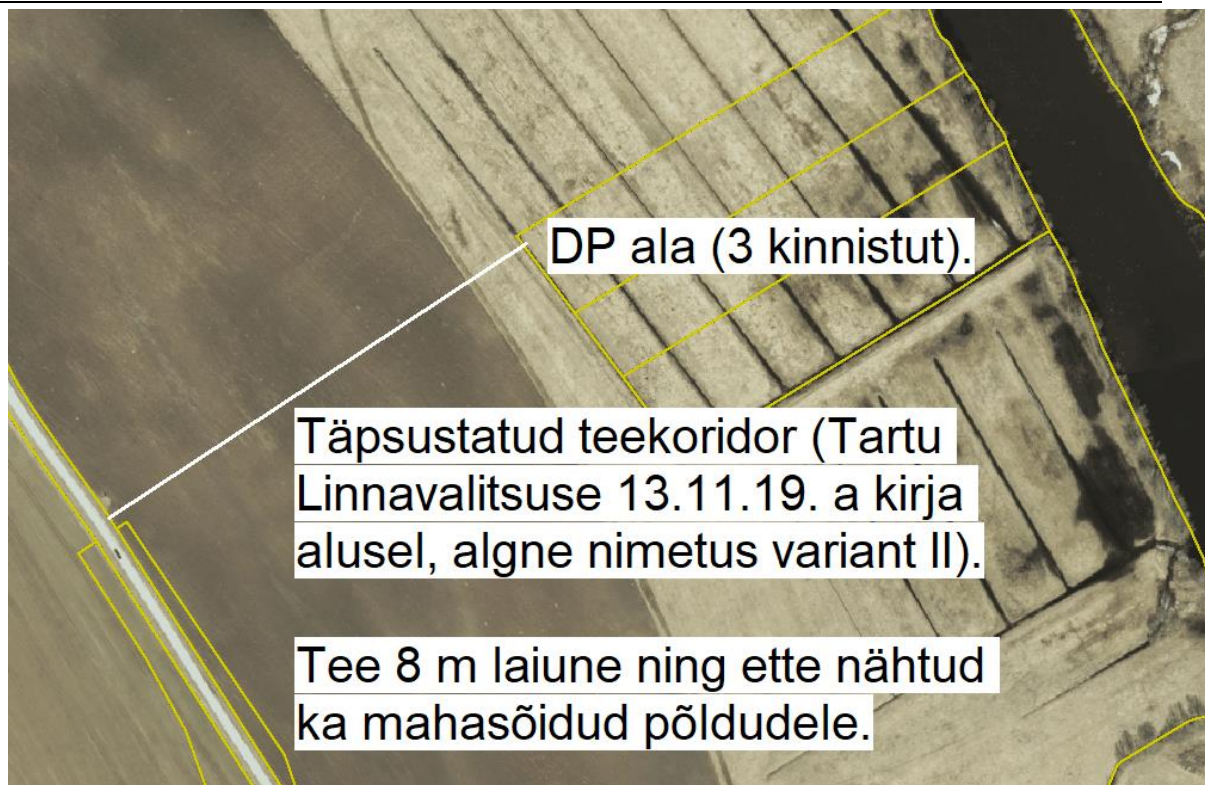 DP ala (3 kinnistut).
Täpsustatud teekoridor (Tartu
Linnavalitsuse 13.11.19. a kirja
alusel, algne nimetus variant II).
Tee 8 m laiune ning ette nähtud
ka mahasõidud põldudele.